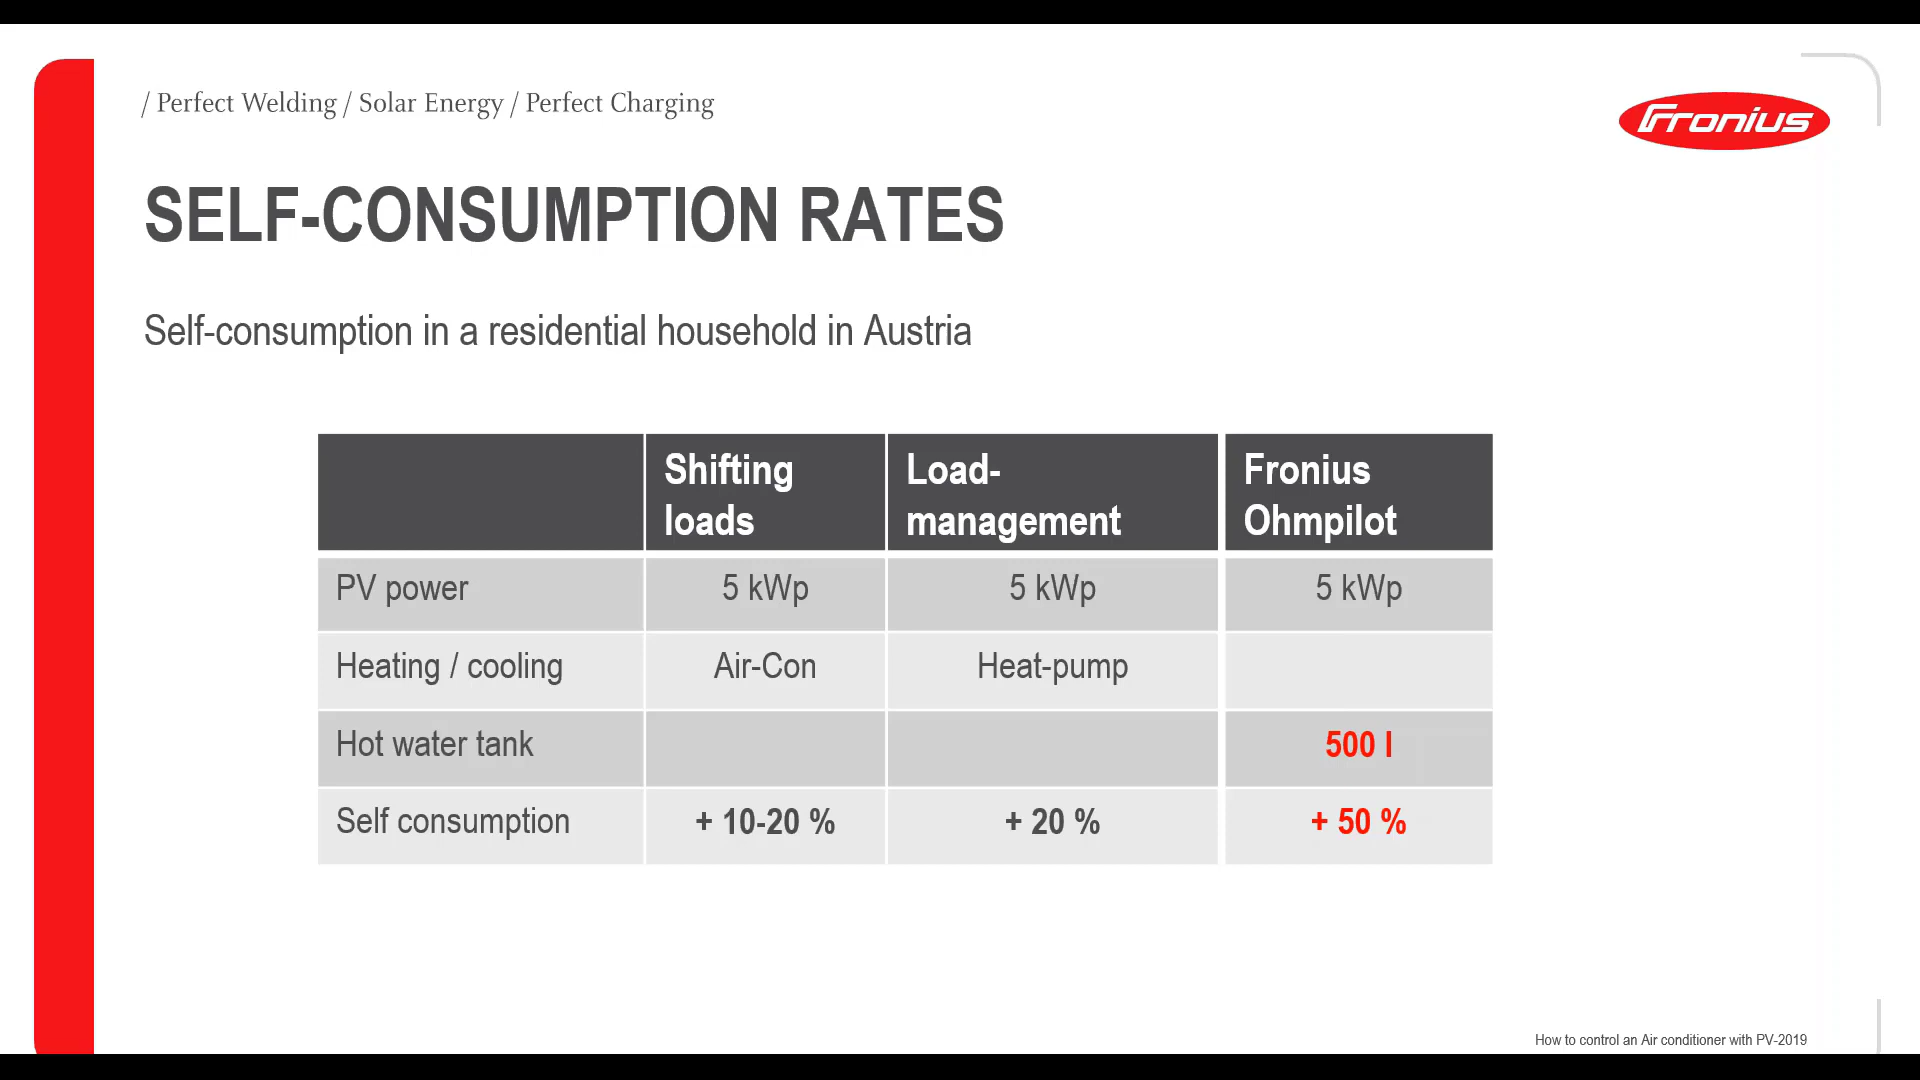 / Perfect Welding / Solar Energy / Perfect Charging
Fronius
SELF-CONSUMPTION RATES
Self-consumption in a residential household in Austria
Shifting loads Load-management Fronius Ohmpilot
PV power 5 kWp 5 kWp 5 kWp
Heating / cooling Air-Con Heat-pump
Hot water tank 500 l
Self consumption + 10-20 % + 20 % + 50 %
How to control an Air conditioner with PV-2019